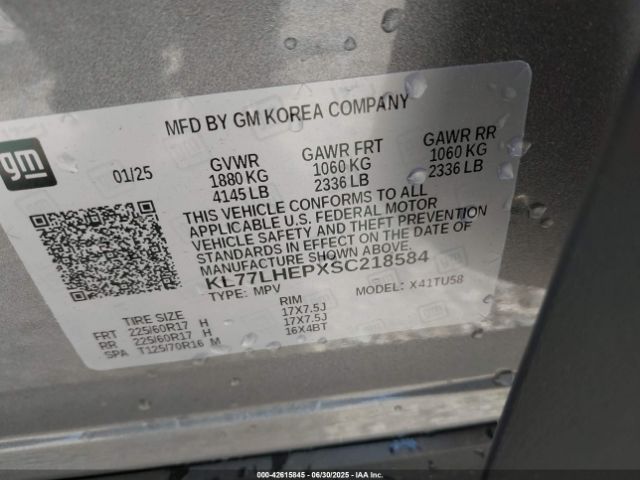 MFD BY GM KOREA COMPANY
gm
01/25
GVWR
1880 KG
4145 LB
GAWR FRT
1060 KG
2336 LB
GAWR RR
1060 KG
2336 LB
THIS VEHICLE CONFORMS TO ALL
APPLICABLE U.S. FEDERAL MOTOR
VEHICLE SAFETY AND THEFT PREVENTION
STANDARDS IN EFFECT ON THE DATE OF
MANUFACTURE SHOWN ABOVE.
KL77LHEPXSC218584
TYPE: MPV
MODEL: X41TU58
TIRE SIZE
RIM
FRT 225/60R17 H 17X7.5J
RR 225/60R17 H 17X7.5J
SPA T125/70R16 M 16X4BT
000-42615845 - 06/30/2025 - IAA Inc.